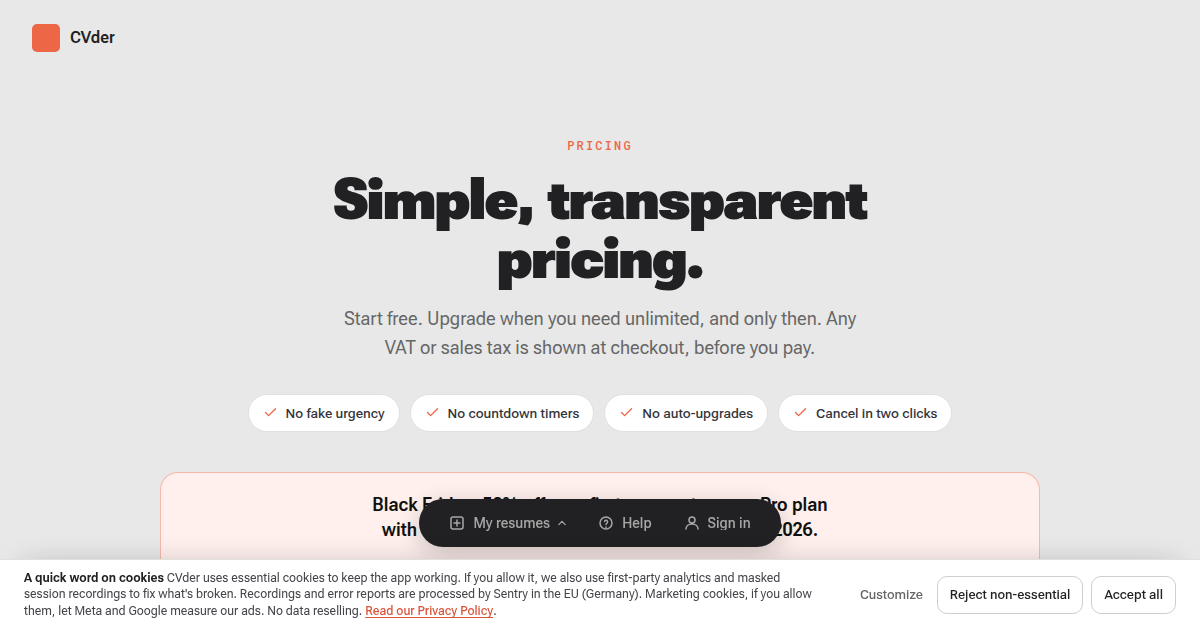 CVder
PRICING
Simple, transparent
pricing.
Start free. Upgrade when you need unlimited, and only then. Any
VAT or sales tax is shown at checkout, before you pay.
No fake urgency
No countdown timers
No auto-upgrades
Cancel in two clicks
Black Pro plan
with 2026.
My resumes
Help
Sign in
A quick word on cookies CVder uses essential cookies to keep the app working. If you allow it, we also use first-party analytics and masked
session recordings to fix what's broken. Recordings and error reports are processed by Sentry in the EU (Germany). Marketing cookies, if you allow
them, let Meta and Google measure our ads. No data reselling. Read our Privacy Policy.
Customize
Reject non-essential
Accept all